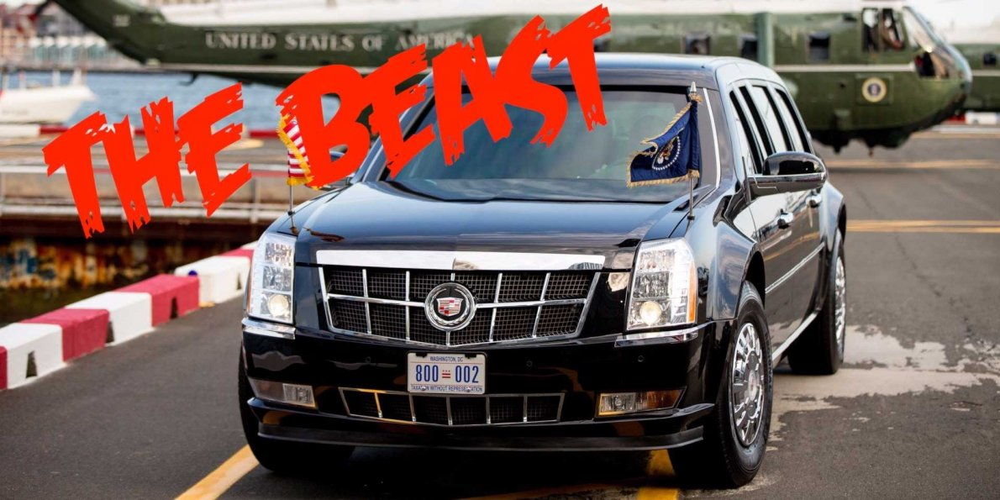 UNITED STATES OF AMERICA
THE BEAST
WASHINGTON, DC
800 002
TAXATION WITHOUT REPRESENTATION